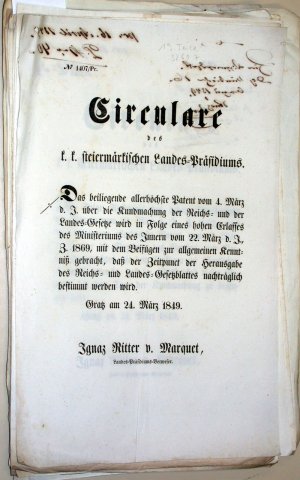 № 1407/Pr.
Circulare
des
k. k. steiermärkischen Landes-Präsidiums.
Das beiliegende allerhöchste Patent vom 4. März
d. J. über die Kundmachung der Reichs- und der
Landes-Gesetze wird in Folge eines hohen Erlasses
des Ministeriums des Innern vom 22. März d. J.,
Z. 1869, mit dem Beifügen zur allgemeinen Kennt-
niß gebracht, daß der Zeitpunct der Herausgabe
des Reichs- und Landes-Gesetzblattes nachträglich
bestimmt werden wird.
Gratz am 24. März 1849.
Ignaz Ritter v. Marquet,
Landes-Präsidiums-Verweser.